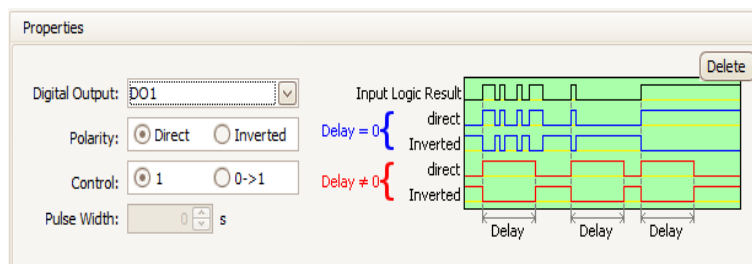 Properties
Delete
Digital Output: DO1
Polarity: Direct Inverted
Control: 1 0->1
Pulse Width: 0 s
Input Logic Result
Delay = 0 { direct
Inverted
Delay ≠ 0 { direct
Inverted
Delay Delay Delay